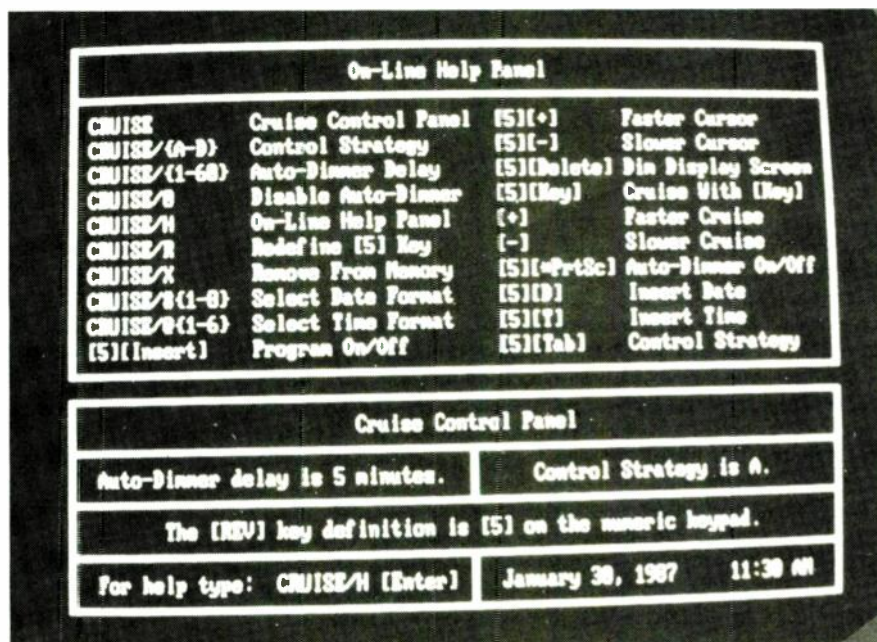 On-Line Help Panel
CRUISE Cruise Control Panel [5][+] Faster Cursor
CRUISE/{A-D} Control Strategy [5][-] Slower Cursor
CRUISE/{1-60} Auto-Dimmer Delay [5][Delete] Dim Display Screen
CRUISE/0 Disable Auto-Dimmer [5][Key] Cruise With [Key]
CRUISE/H On-Line Help Panel [+] Faster Cruise
CRUISE/R Redefine [5] Key [-] Slower Cruise
CRUISE/X Remove From Memory [5][*PrtSc] Auto-Dimmer On/Off
Select Date Format [5][D] Insert Date
Select Time Format [5][T] Insert Time
[5][Insert] Program On/Off [5][Tab] Control Strategy
Cruise Control Panel
Auto-Dimmer delay is 5 minutes. Control Strategy is A.
The [REV] key definition is [5] on the numeric keypad.
For help type: CRUISE/H [Enter] January 30, 1987 11:30 AM